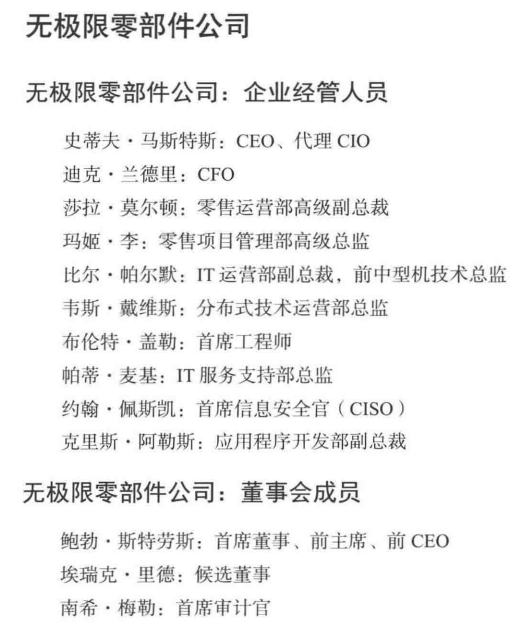 无极限零部件公司
无极限零部件公司：企业经管人员
史蒂夫·马斯特斯：CEO、代理 CIO
迪克·兰德里：CFO
莎拉·莫尔顿：零售运营部高级副总裁
玛姬·李：零售项目管理部高级总监
比尔·帕尔默：IT 运营部副总裁，前中型机技术总监
韦斯·戴维斯：分布式技术运营部总监
布伦特·盖勒：首席工程师
帕蒂·麦基：IT 服务支持部总监
约翰·佩斯凯：首席信息安全官（CISO）
克里斯·阿勒斯：应用程序开发部副总裁
无极限零部件公司：董事会成员
鲍勃·斯特劳斯：首席董事、前主席、前 CEO
埃瑞克·里德：候选董事
南希·梅勒：首席审计官